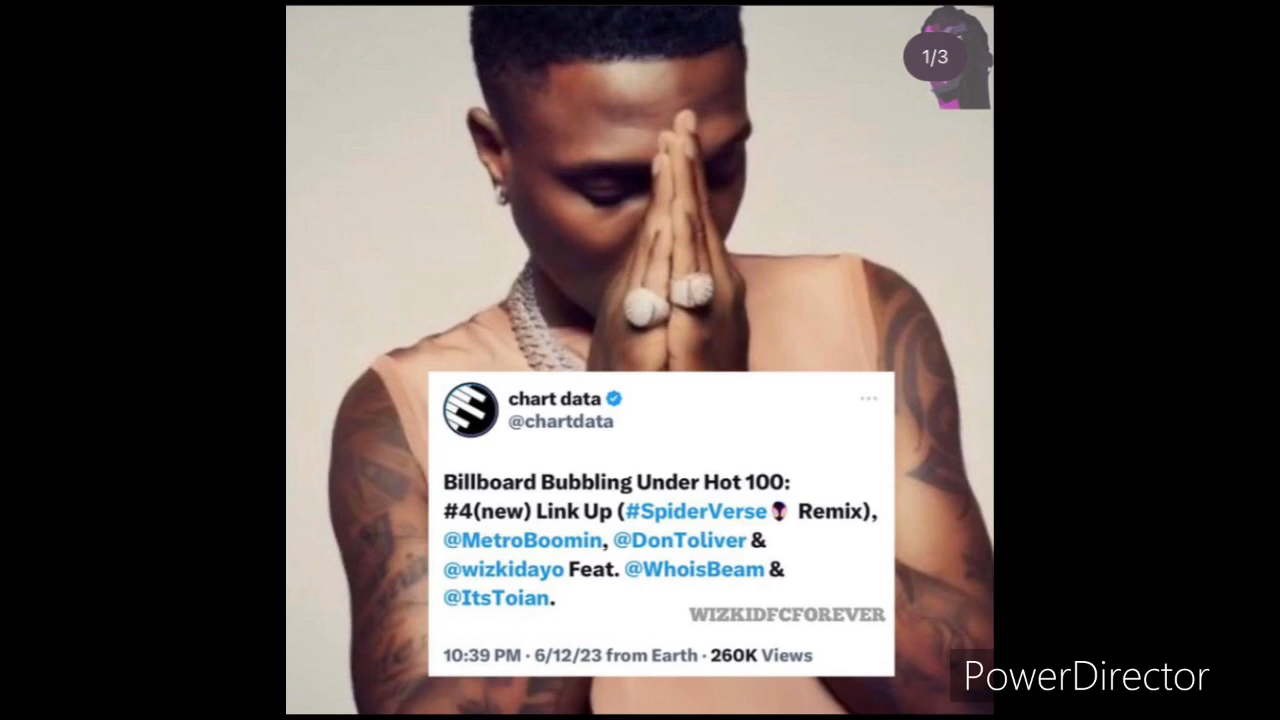 1/3
chart data
@chartdata
Billboard Bubbling Under Hot 100:
#4(new) Link Up (#SpiderVerse Remix),
@MetroBoomin, @DonToliver &
@wizkidayo Feat. @WhoisBeam &
@ItsToian.
WIZKIDFCFOREVER
10:39 PM · 6/12/23 from Earth · 260K Views
PowerDirector